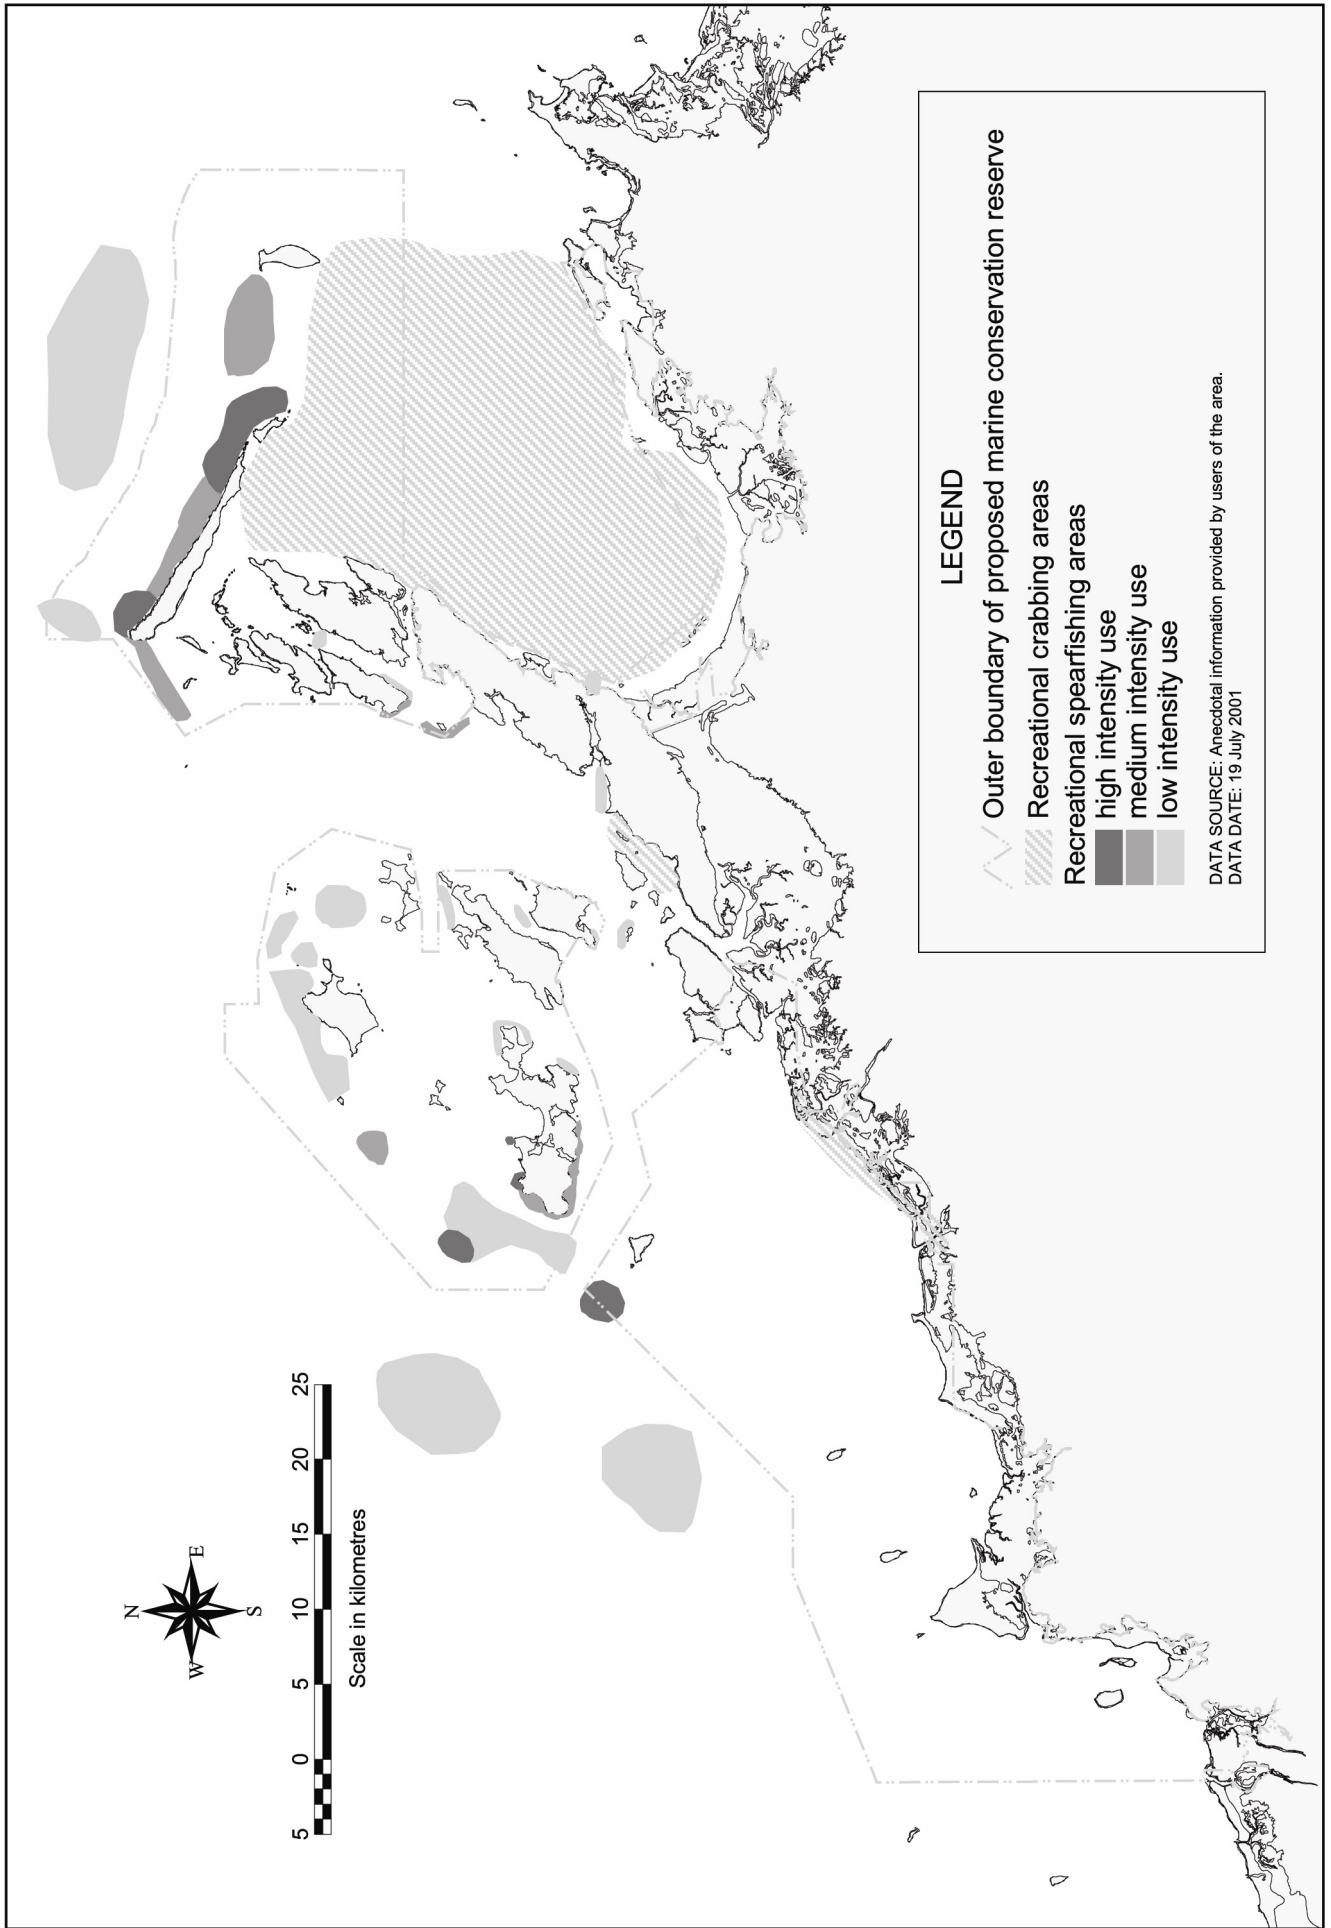 N
W E
S
5 0 5 10 15 20 25
Scale in kilometres
LEGEND
Outer boundary of proposed marine conservation reserve
Recreational crabbing areas
Recreational spearfishing areas
high intensity use
medium intensity use
low intensity use
DATA SOURCE: Anecdotal information provided by users of the area.
DATA DATE: 19 July 2001